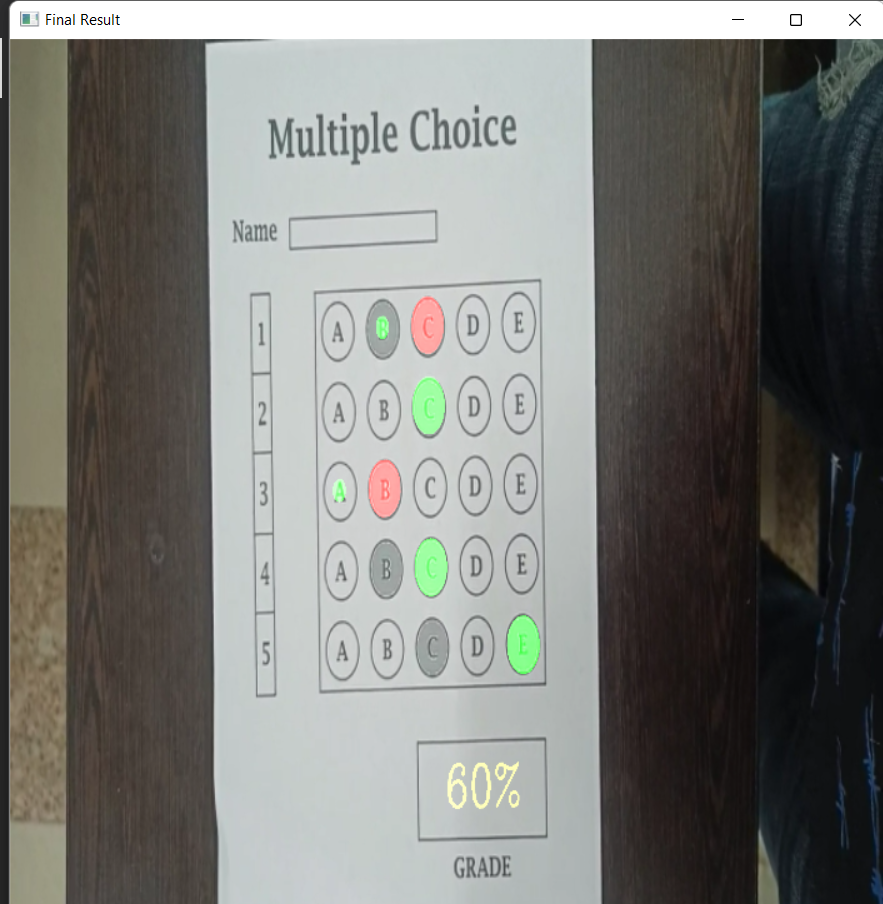 Final Result
Multiple Choice
Name
1 A B C D E
2 A B C D E
3 A B C D E
4 A B C D E
5 A B C D E
60%
GRADE